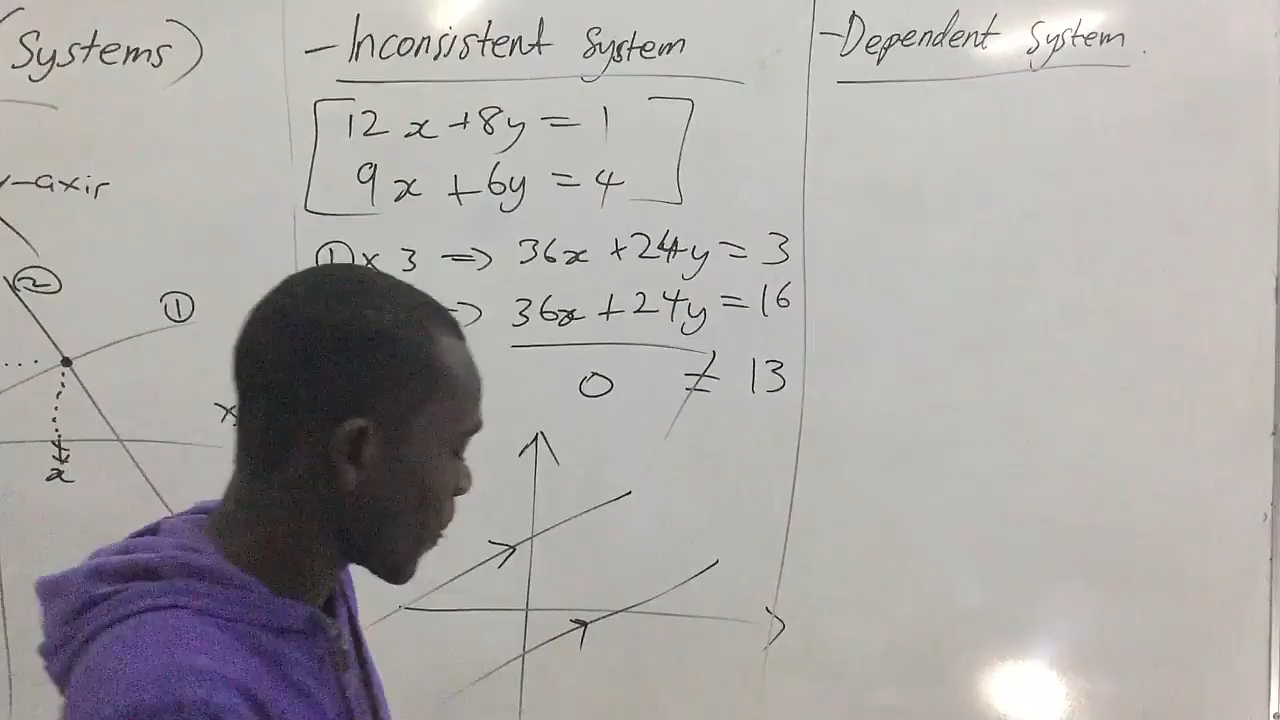 (Systems)
y-axis
②
①
x
x
- Inconsistent System
12x + 8y = 1
9x + 6y = 4
① x 3 => 36x + 24y = 3
=> 36x + 24y = 16
0 ≠ 13
- Dependent System.